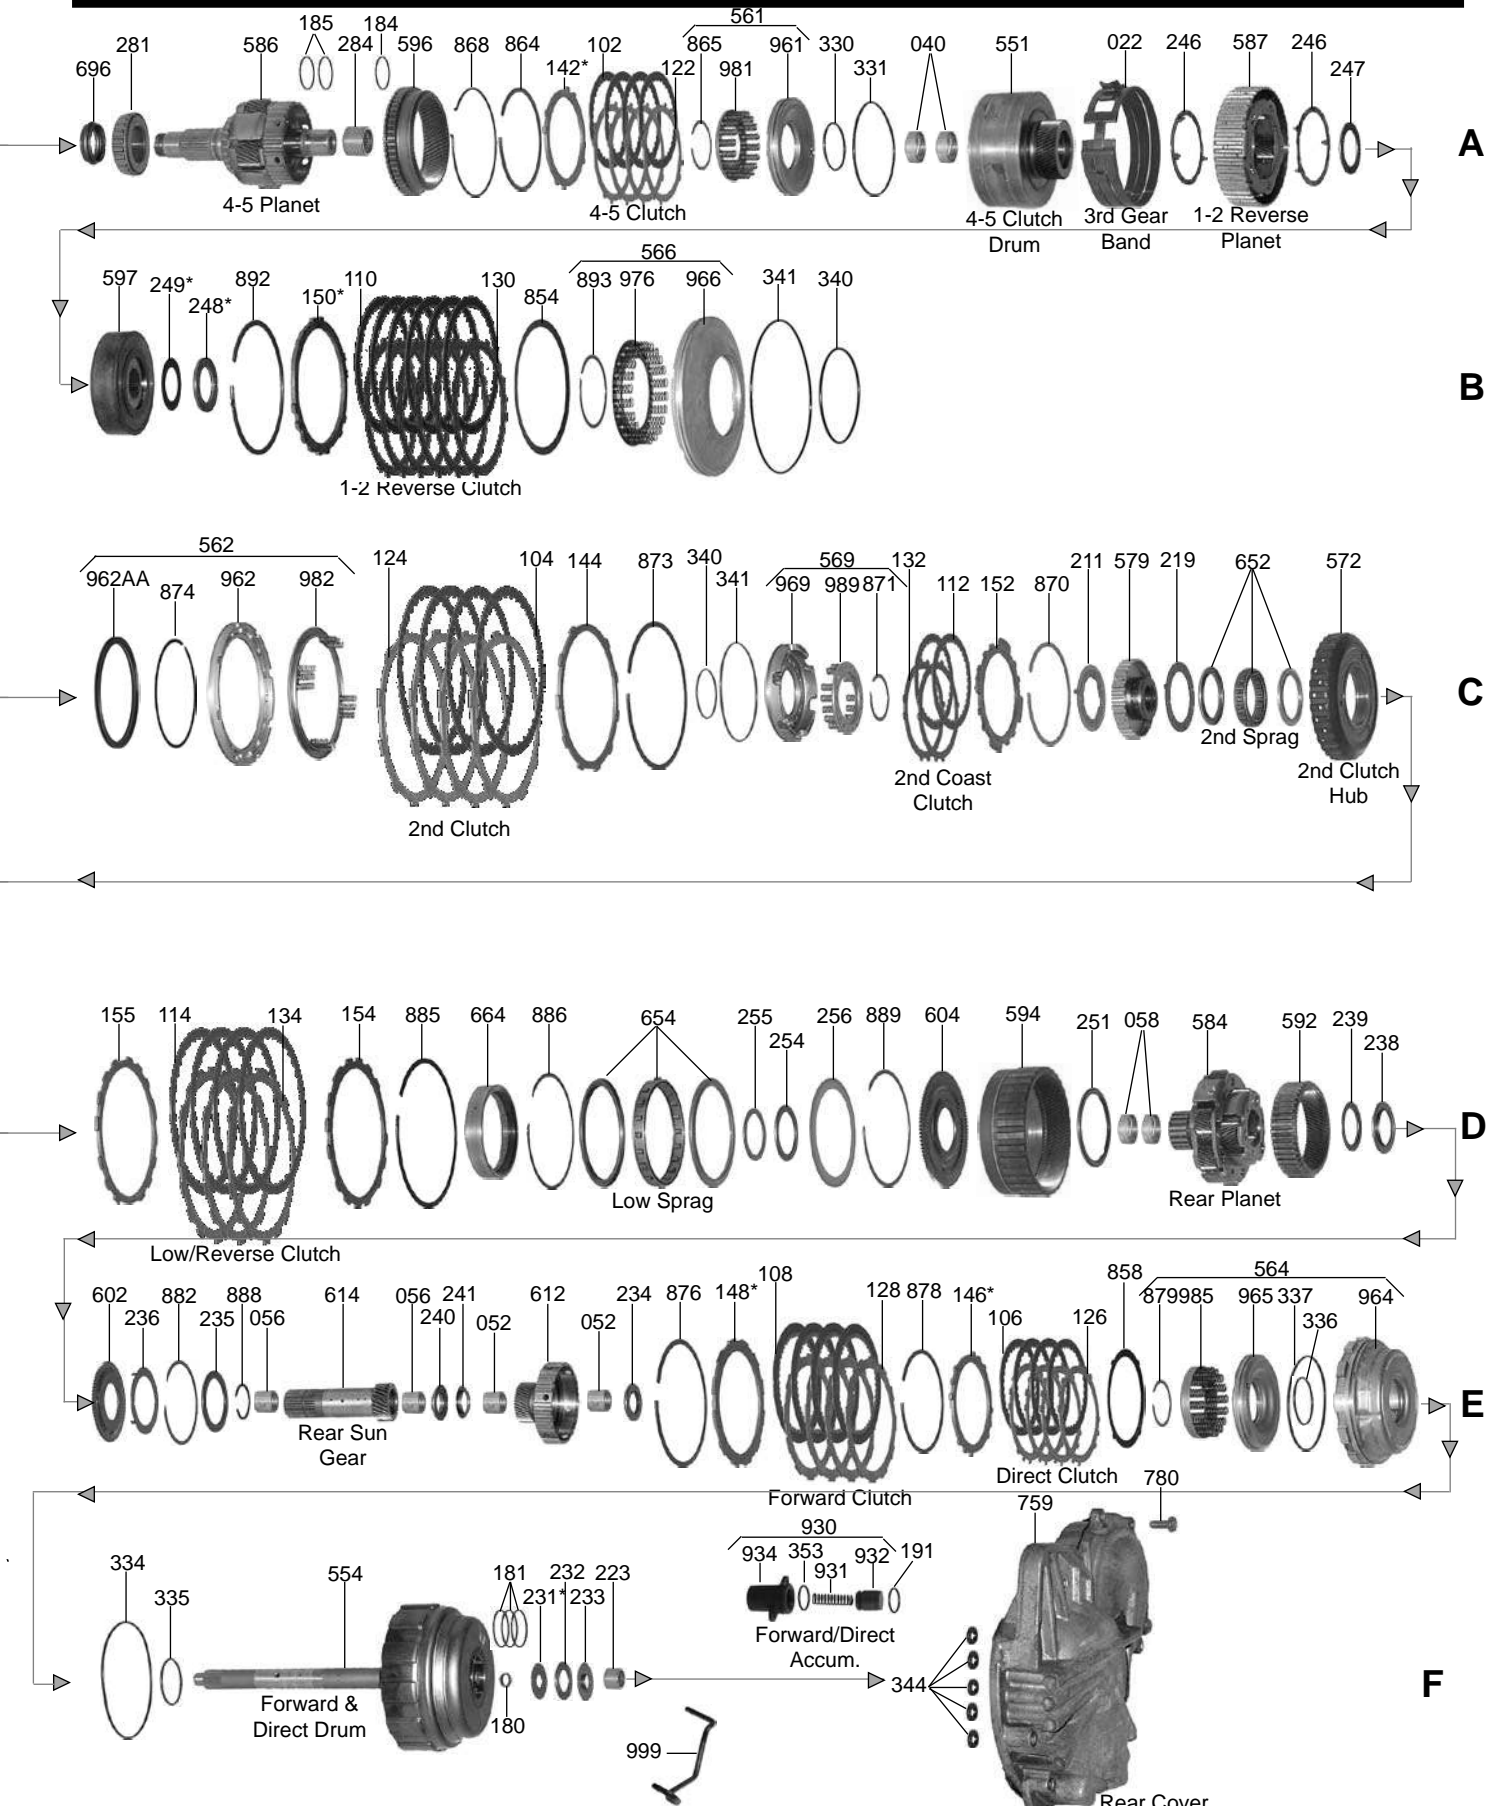 185 184 561
281 586 284 596 868 864 102 865 961 330 040 551 022 246 587 246
696 142* 122 981 331 247
A
4-5 Planet 4-5 Clutch 4-5 Clutch Drum 3rd Gear Band 1-2 Reverse Planet
566
597 249* 892 110 130 893 976 966 341 340
248* 150* 854
B
1-2 Reverse Clutch
562
124 104 144 873 340 569 132 211 579 219 652 572
962AA 874 962 982 341 969 989 871 112 152 870
C
2nd Sprag
2nd Clutch Hub
2nd Coast Clutch
2nd Clutch
155 114 134 154 885 664 886 654 255 256 889 604 594 251 058 584 592 239
254 238
D
Low Sprag Rear Planet
Low/Reverse Clutch
108 858 564
602 882 888 614 056 241 612 234 876 148* 128 878 146* 879 985 965 337 964
236 235 056 240 052 052 106 126 336
E
Rear Sun Gear
Direct Clutch
Forward Clutch
780
759
930
334 554 181 232 223 934 353 932 191
335 231* 233 931
Forward/Direct Accum.
344
F
Forward & Direct Drum
180
999
Rear Cover